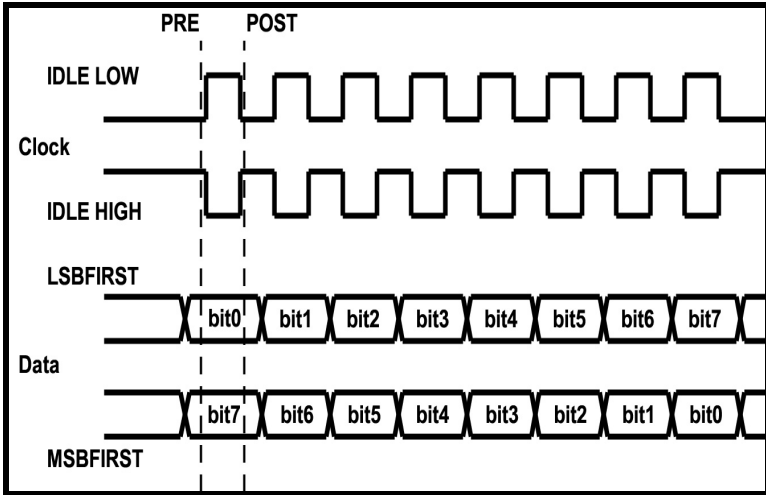 PRE POST
IDLE LOW
Clock
IDLE HIGH
LSBFIRST
bit0 bit1 bit2 bit3 bit4 bit5 bit6 bit7
Data
bit7 bit6 bit5 bit4 bit3 bit2 bit1 bit0
MSBFIRST